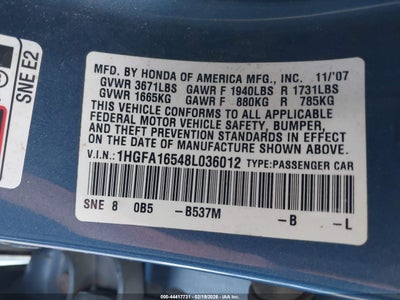 SNE E2
MFD. BY HONDA OF AMERICA MFG., INC. 11/'07
GVWR 3671LBS GAWR F 1940LBS R 1731LBS
GVWR 1665KG GAWR F 880KG R 785KG
THIS VEHICLE CONFORMS TO ALL APPLICABLE
FEDERAL MOTOR VEHICLE SAFETY, BUMPER,
AND THEFT PREVENTION STANDARDS IN EFFECT
ON THE DATE OF MANUFACTURE SHOWN ABOVE.
V.I.N.: 1HGFA16548L036012 TYPE:PASSENGER CAR
SNE 8 0B5 -B537M -B -L
000-44417731 - 02/19/2026 - IAA Inc.